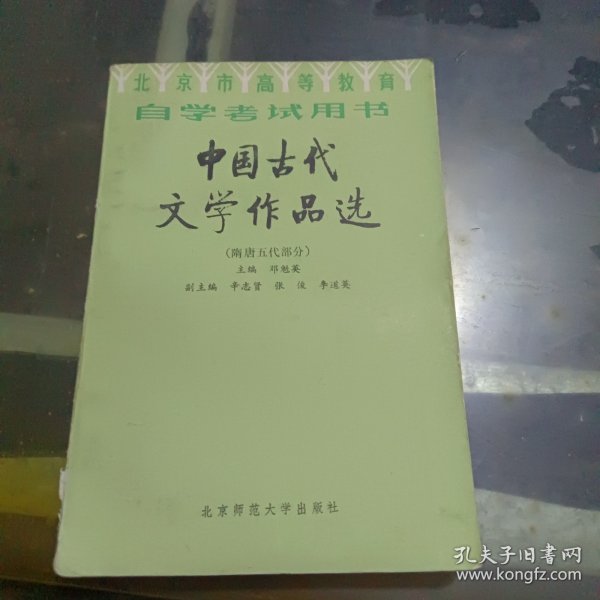 北京市高等教育
自学考试用书
中国古代
文学作品选
(隋唐五代部分)
主编 邓魁英
副主编 辛志贤 张俊 李道英
北京师范大学出版社
孔夫子旧书网
www.kongfz.com